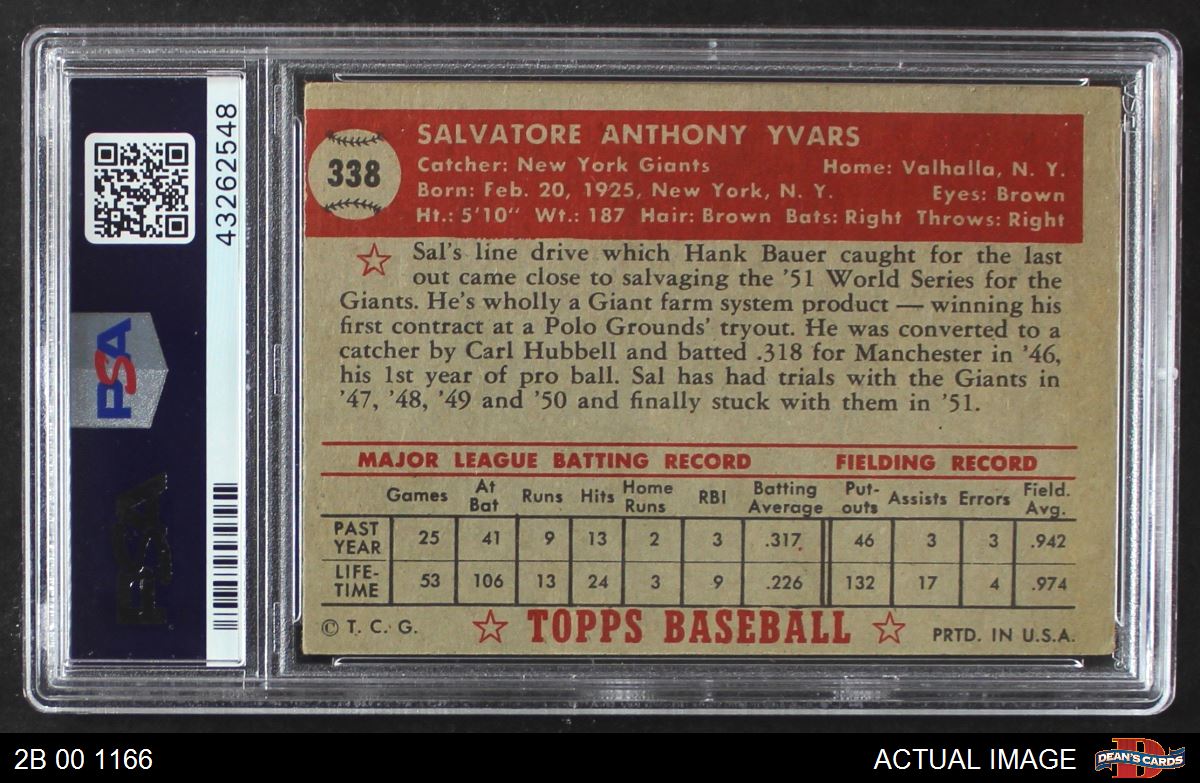 43262548
PSA
PSA
338
SALVATORE ANTHONY YVARS
Catcher: New York Giants Home: Valhalla, N. Y.
Born: Feb. 20, 1925, New York, N. Y. Eyes: Brown
Ht.: 5'10" Wt.: 187 Hair: Brown Bats: Right Throws: Right
Sal's line drive which Hank Bauer caught for the last
out came close to salvaging the '51 World Series for the
Giants. He's wholly a Giant farm system product — winning his
first contract at a Polo Grounds' tryout. He was converted to a
catcher by Carl Hubbell and batted .318 for Manchester in '46,
his 1st year of pro ball. Sal has had trials with the Giants in
'47, '48, '49 and '50 and finally stuck with them in '51.
MAJOR LEAGUE BATTING RECORD FIELDING RECORD
Games At Bat Runs Hits Home Runs RBI Batting Average Put-outs Assists Errors Field. Avg.
PAST YEAR 25 41 9 13 2 3 .317 46 3 3 .942
LIFE-TIME 53 106 13 24 3 9 .226 132 17 4 .974
© T. C. G. TOPPS BASEBALL PRTD. IN U.S.A.
2B 00 1166 ACTUAL IMAGE DEAN'S CARDS